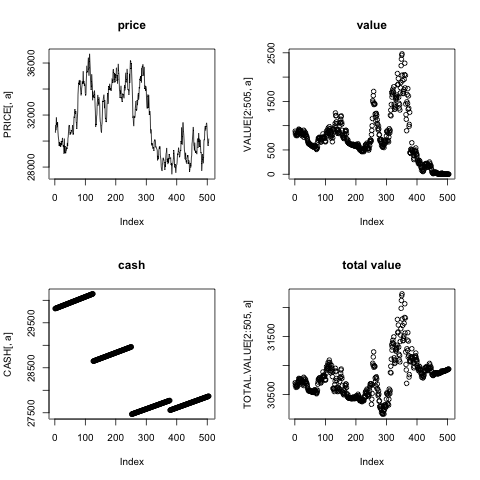 price
PRICE[, a]
28000 32000 36000
0 100 200 300 400 500
Index
value
VALUE[2:505, a]
0 500 1500 2500
0 100 200 300 400 500
Index
cash
CASH[, a]
27500 28500 29500
0 100 200 300 400 500
Index
total value
TOTAL.VALUE[2:505, a]
30500 31500
0 100 200 300 400 500
Index